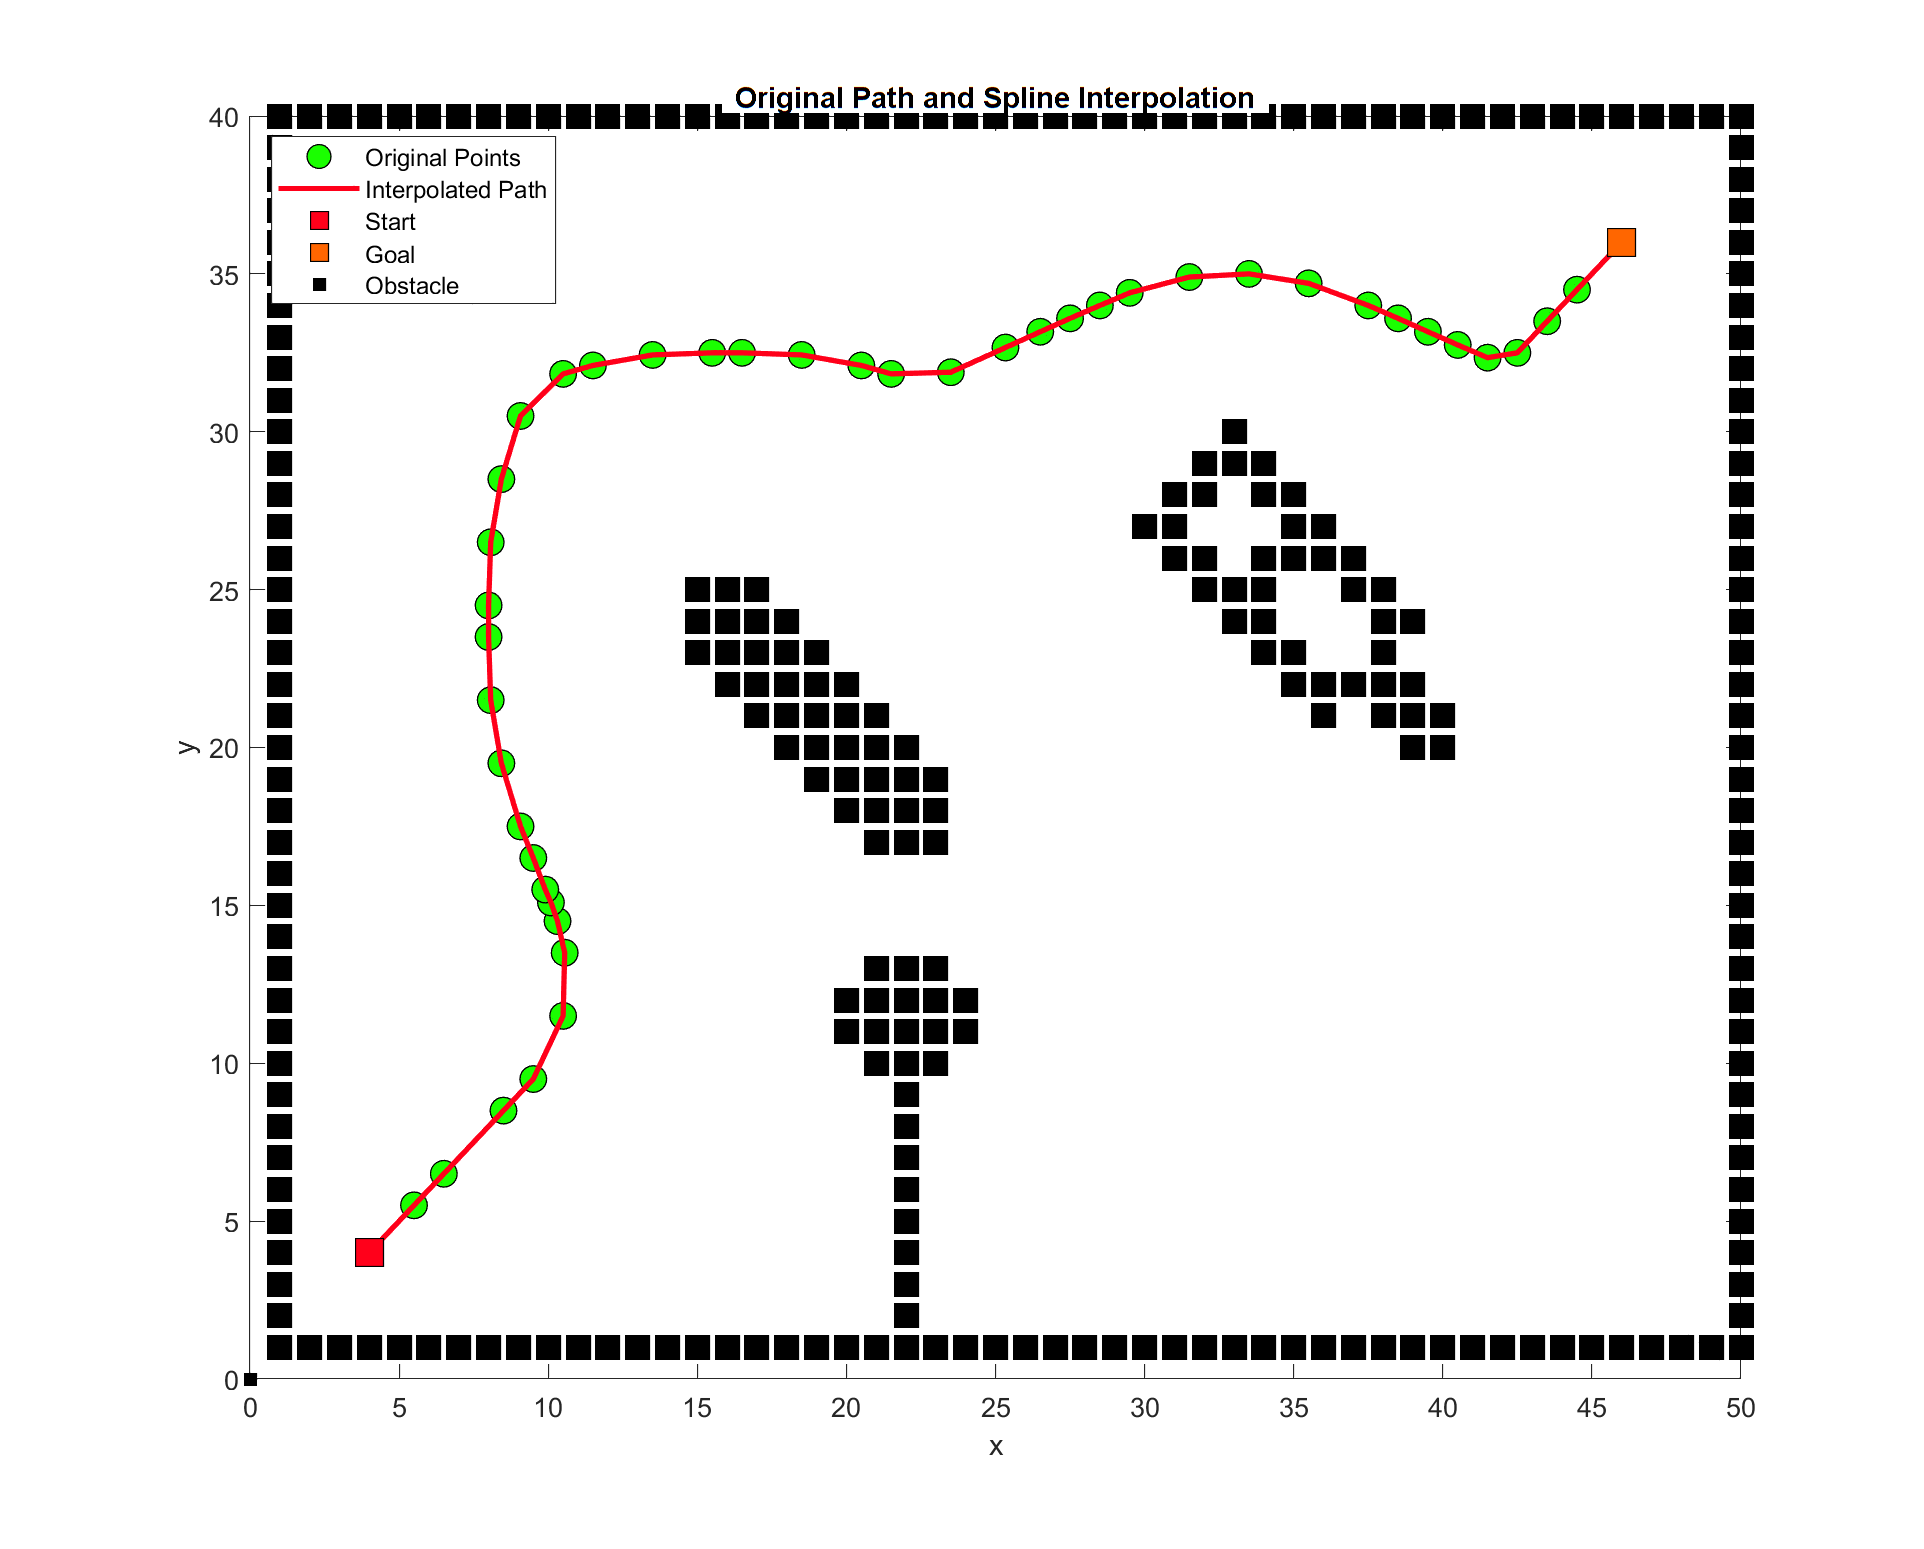 Original Path and Spline Interpolation
40
Original Points
Interpolated Path
Start
Goal
Obstacle
35
30
25
20
15
10
5
0
y
0 5 10 15 20 25 30 35 40 45 50
x